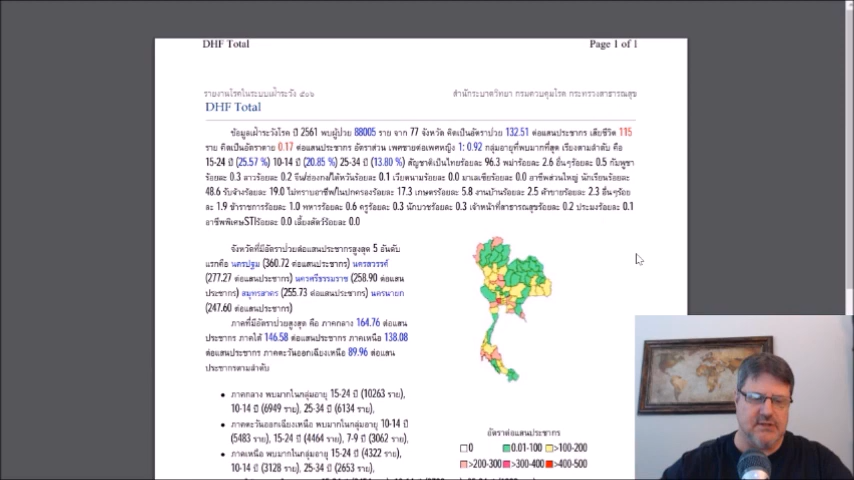 DHF Total
Page 1 of 1
รายงานโรคในระบบเฝ้าระวัง ๕๐๖
สำนักระบาดวิทยา กรมควบคุมโรค กระทรวงสาธารณสุข
DHF Total
ข้อมูลเฝ้าระวังโรค ปี 2561 พบผู้ป่วย 88005 ราย จาก 77 จังหวัด คิดเป็นอัตราป่วย 132.51 ต่อแสนประชากร เสียชีวิต 115
ราย คิดเป็นอัตราตาย 0.17 ต่อแสนประชากร อัตราส่วน เพศชายต่อเพศหญิง 1: 0.92 กลุ่มอายุที่พบมากที่สุด เรียงตามลำดับ คือ
15-24 ปี (25.57 %) 10-14 ปี (20.85 %) 25-34 ปี (13.80 %) สัญชาติเป็นไทยร้อยละ 96.3 พม่าร้อยละ 2.6 อื่นๆร้อยละ 0.5 กัมพูชา
ร้อยละ 0.3 ลาวร้อยละ 0.2 จีน/ฮ่องกง/ไต้หวันร้อยละ 0.1 เวียดนามร้อยละ 0.0 มาเลเซียร้อยละ 0.0 อาชีพส่วนใหญ่ นักเรียนร้อยละ
48.6 รับจ้างร้อยละ 19.0 ไม่ทราบอาชีพ/ในปกครองร้อยละ 17.3 เกษตรร้อยละ 5.8 งานบ้านร้อยละ 2.5 ค้าขายร้อยละ 2.3 อื่นๆร้อย
ละ 1.9 ข้าราชการร้อยละ 1.0 ทหารร้อยละ 0.6 ครูร้อยละ 0.3 นักบวชร้อยละ 0.3 เจ้าหน้าที่สาธารณสุขร้อยละ 0.2 ประมงร้อยละ 0.1
อาชีพพิเศษSTIร้อยละ 0.0 เลี้ยงสัตว์ร้อยละ 0.0
จังหวัดที่มีอัตราป่วยต่อแสนประชากรสูงสุด 5 อันดับ
แรกคือ นครปฐม (360.72 ต่อแสนประชากร) นครสวรรค์
(277.27 ต่อแสนประชากร) นครศรีธรรมราช (258.90 ต่อแสน
ประชากร) สมุทรสาคร (255.73 ต่อแสนประชากร) นครนายก
(247.60 ต่อแสนประชากร)
ภาคที่มีอัตราป่วยสูงสุด คือ ภาคกลาง 164.76 ต่อแสน
ประชากร ภาคใต้ 146.58 ต่อแสนประชากร ภาคเหนือ 138.08
ต่อแสนประชากร ภาคตะวันออกเฉียงเหนือ 89.96 ต่อแสน
ประชากรตามลำดับ
• ภาคกลาง พบมากในกลุ่มอายุ 15-24 ปี (10263 ราย),
10-14 ปี (6949 ราย), 25-34 ปี (6134 ราย),
• ภาคตะวันออกเฉียงเหนือ พบมากในกลุ่มอายุ 10-14 ปี
(5483 ราย), 15-24 ปี (4464 ราย), 7-9 ปี (3062 ราย),
• ภาคเหนือ พบมากในกลุ่มอายุ 15-24 ปี (4322 ราย),
10-14 ปี (3128 ราย), 25-34 ปี (2653 ราย),
อัตราต่อแสนประชากร
0 0.01-100 >100-200
>200-300 >300-400 >400-500